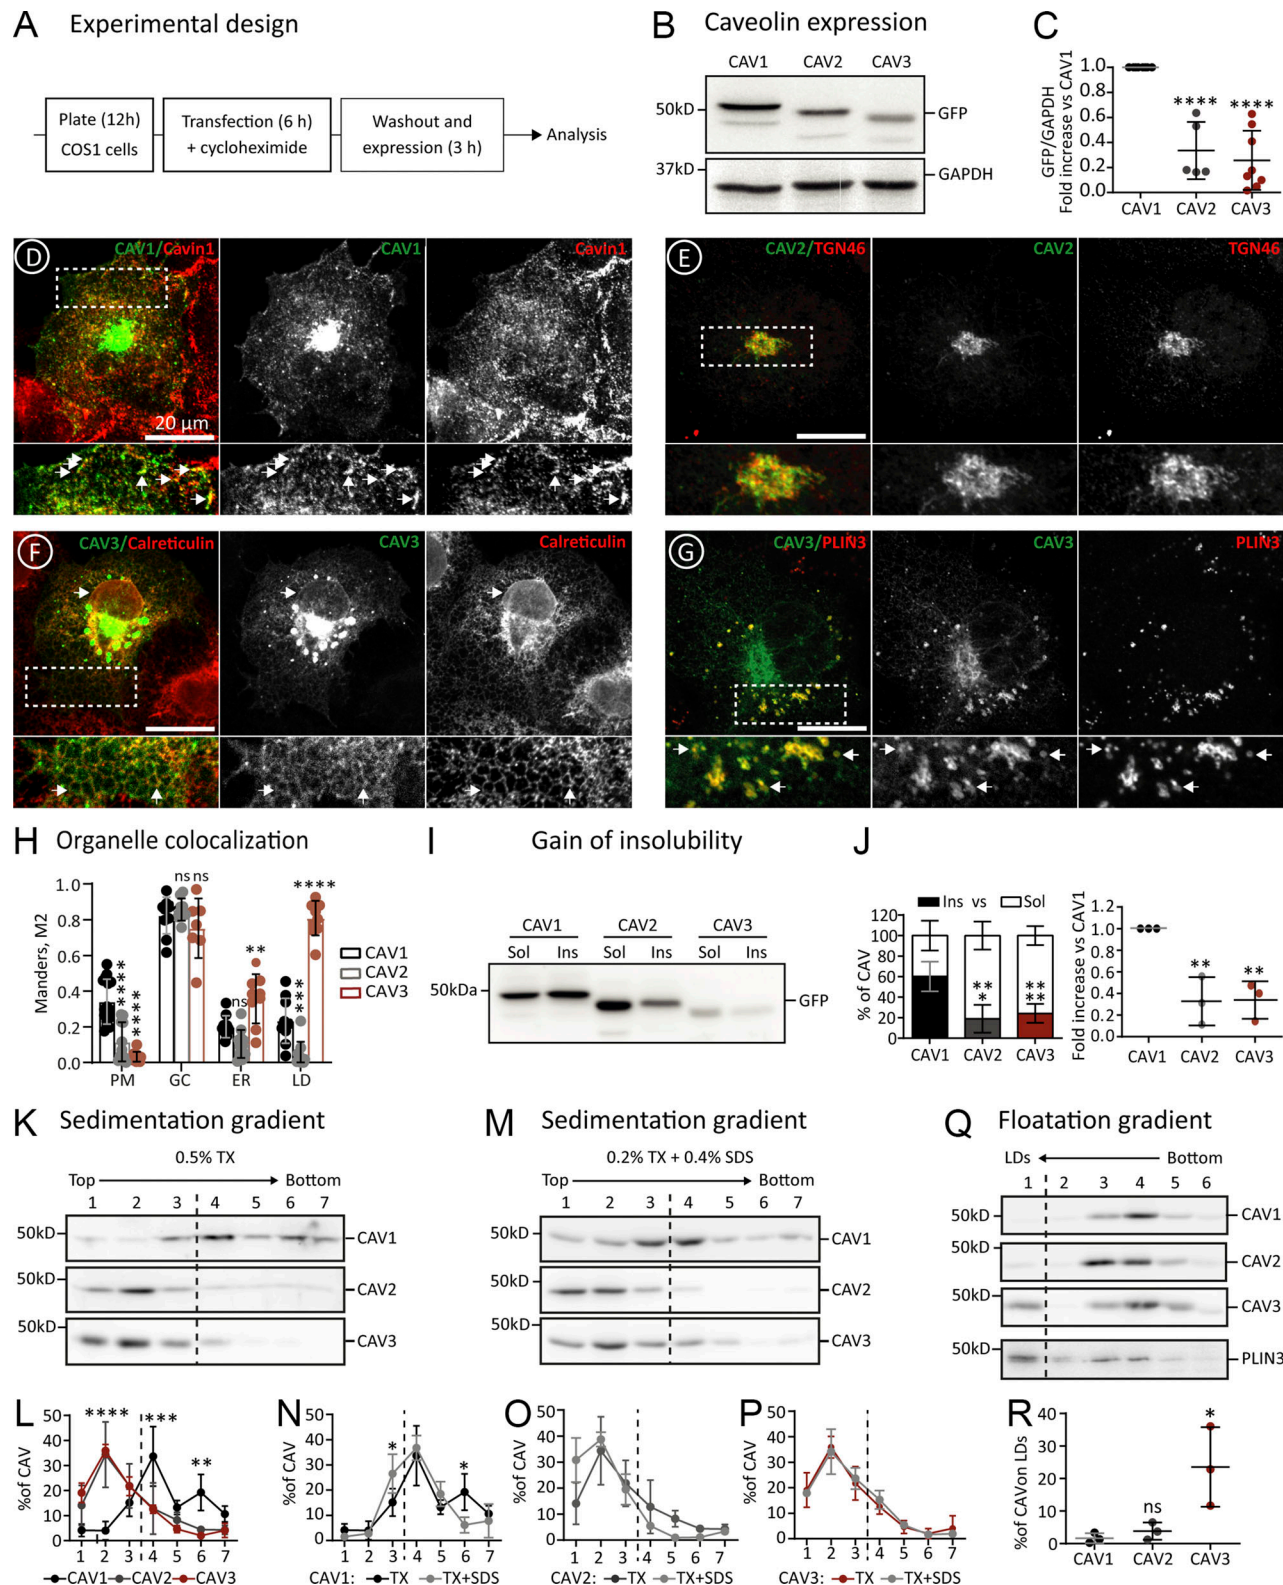 A Experimental design
Plate (12h)
COS1 cells
Transfection (6 h)
+ cycloheximide
Washout and
expression (3 h)
Analysis
B Caveolin expression
CAV1 CAV2 CAV3
50kD
GFP
37kD
GAPDH
C
GFP/GAPDH
Fold increase vs CAV1
1.0
0.8
0.6
0.4
0.2
0.0
**** ****
CAV1 CAV2 CAV3
D
CAV1/Cavin1
CAV1
Cavin1
20 µm
E
CAV2/TGN46
CAV2
TGN46
F
CAV3/Calreticulin
CAV3
Calreticulin
G
CAV3/PLIN3
CAV3
PLIN3
H Organelle colocalization
Manders, M2
1.0
0.8
0.6
0.4
0.2
0.0
**** **** ns ns ns ** *** ****
PM GC ER LD
CAV1
CAV2
CAV3
I Gain of insolubility
CAV1 CAV2 CAV3
Sol Ins Sol Ins Sol Ins
50kDa
GFP
J
Ins vs Sol
% of CAV
120
100
80
60
40
20
0
** **
* **
CAV1 CAV2 CAV3
Fold increase vs CAV1
1.2
1.0
0.8
0.6
0.4
0.2
0.0
** **
CAV1 CAV2 CAV3
K Sedimentation gradient
0.5% TX
Top Bottom
1 2 3 4 5 6 7
50kD CAV1
50kD CAV2
50kD CAV3
M Sedimentation gradient
0.2% TX + 0.4% SDS
Top Bottom
1 2 3 4 5 6 7
50kD CAV1
50kD CAV2
50kD CAV3
Q Floatation gradient
LDs Bottom
1 2 3 4 5 6
50kD CAV1
50kD CAV2
50kD CAV3
50kD PLIN3
L
%of CAV
50
40
30
20
10
0
**** *** **
1 2 3 4 5 6 7
CAV1 CAV2 CAV3
N
%of CAV
50
40
30
20
10
0
* *
1 2 3 4 5 6 7
CAV1: TX TX+SDS
O
%of CAV
50
40
30
20
10
0
1 2 3 4 5 6 7
CAV2: TX TX+SDS
P
%of CAV
50
40
30
20
10
0
1 2 3 4 5 6 7
CAV3: TX TX+SDS
R
%of CAVon LDs
40
30
20
10
0
ns *
CAV1 CAV2 CAV3